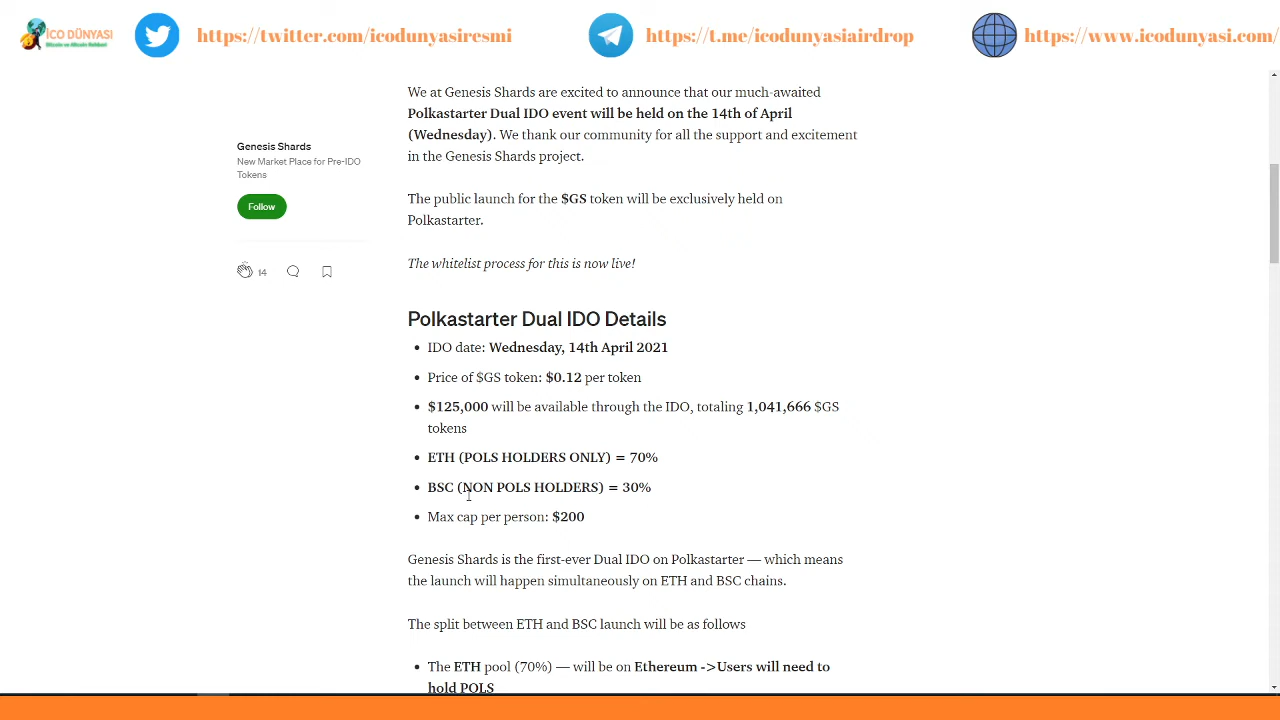 İCO DÜNYASI
Bitcoin ve Altcoin Rehberi
https://twitter.com/icodunyasiresmi
https://t.me/icodunyasiairdrop
https://www.icodunyasi.com/
Genesis Shards
New Market Place for Pre-IDO
Tokens
Follow
14
We at Genesis Shards are excited to announce that our much-awaited
Polkastarter Dual IDO event will be held on the 14th of April
(Wednesday). We thank our community for all the support and excitement
in the Genesis Shards project.
The public launch for the $GS token will be exclusively held on
Polkastarter.
The whitelist process for this is now live!
Polkastarter Dual IDO Details
• IDO date: Wednesday, 14th April 2021
• Price of $GS token: $0.12 per token
• $125,000 will be available through the IDO, totaling 1,041,666 $GS
tokens
• ETH (POLS HOLDERS ONLY) = 70%
• BSC (NON POLS HOLDERS) = 30%
• Max cap per person: $200
Genesis Shards is the first-ever Dual IDO on Polkastarter — which means
the launch will happen simultaneously on ETH and BSC chains.
The split between ETH and BSC launch will be as follows
• The ETH pool (70%) — will be on Ethereum ->Users will need to
hold POLS